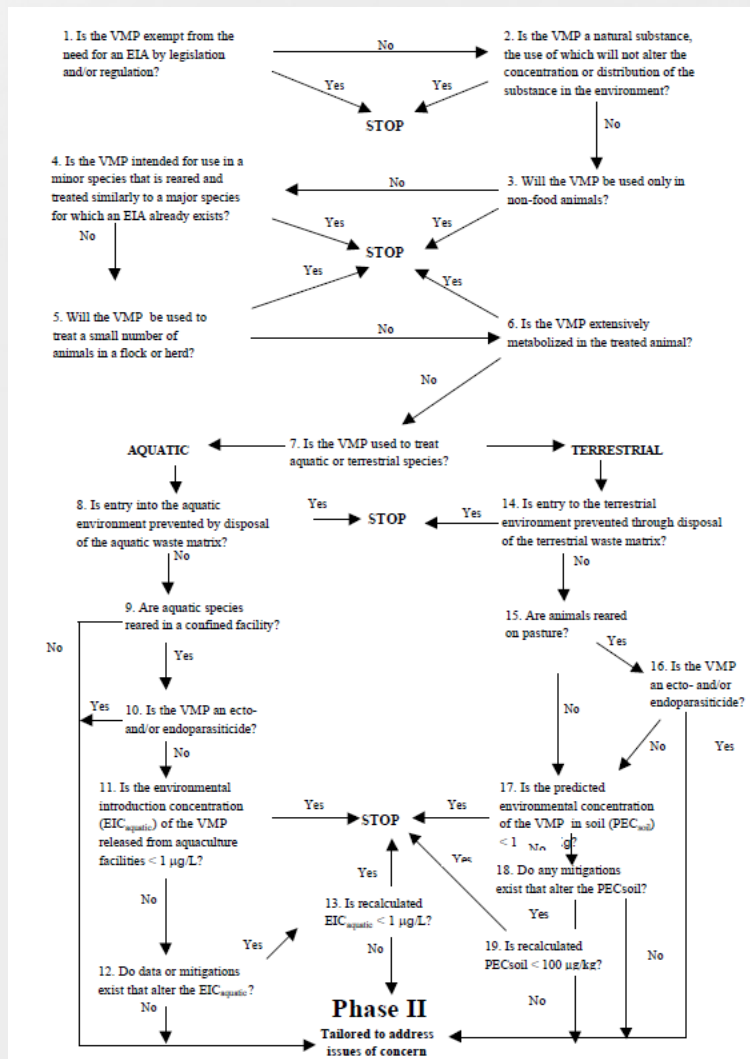 1. Is the VMP exempt from the
need for an EIA by legislation
and/or regulation?
No
2. Is the VMP a natural substance,
the use of which will not alter the
concentration or distribution of the
substance in the environment?
Yes
Yes
STOP
No
4. Is the VMP intended for use in a
minor species that is reared and
treated similarly to a major species
for which an EIA already exists?
No
3. Will the VMP be used only in
non-food animals?
Yes
Yes
No
STOP
Yes
Yes
5. Will the VMP be used to
treat a small number of
animals in a flock or herd?
No
6. Is the VMP extensively
metabolized in the treated animal?
No
AQUATIC
7. Is the VMP used to treat
aquatic or terrestrial species?
TERRESTRIAL
8. Is entry into the aquatic
environment prevented by disposal
of the aquatic waste matrix?
Yes
STOP
Yes
14. Is entry to the terrestrial
environment prevented through disposal
of the terrestrial waste matrix?
No
No
9. Are aquatic species
reared in a confined facility?
15. Are animals reared
on pasture?
No
Yes
Yes
16. Is the VMP
an ecto- and/or
endoparasiticide?
Yes
10. Is the VMP an ecto-
and/or endoparasiticide?
No
No
No
Yes
11. Is the environmental
introduction concentration
(EICaquatic) of the VMP
released from aquaculture
facilities < 1 µg/L?
Yes
STOP
Yes
17. Is the predicted
environmental concentration
of the VMP in soil (PECsoil)
< 1 No g?
Yes
Yes
18. Do any mitigations
exist that alter the PECsoil?
No
13. Is recalculated
EICaquatic < 1 µg/L?
Yes
Yes
No
19. Is recalculated
PECsoil < 100 µg/kg?
No
12. Do data or mitigations
exist that alter the EICaquatic?
No
No
Phase II
Tailored to address
issues of concern